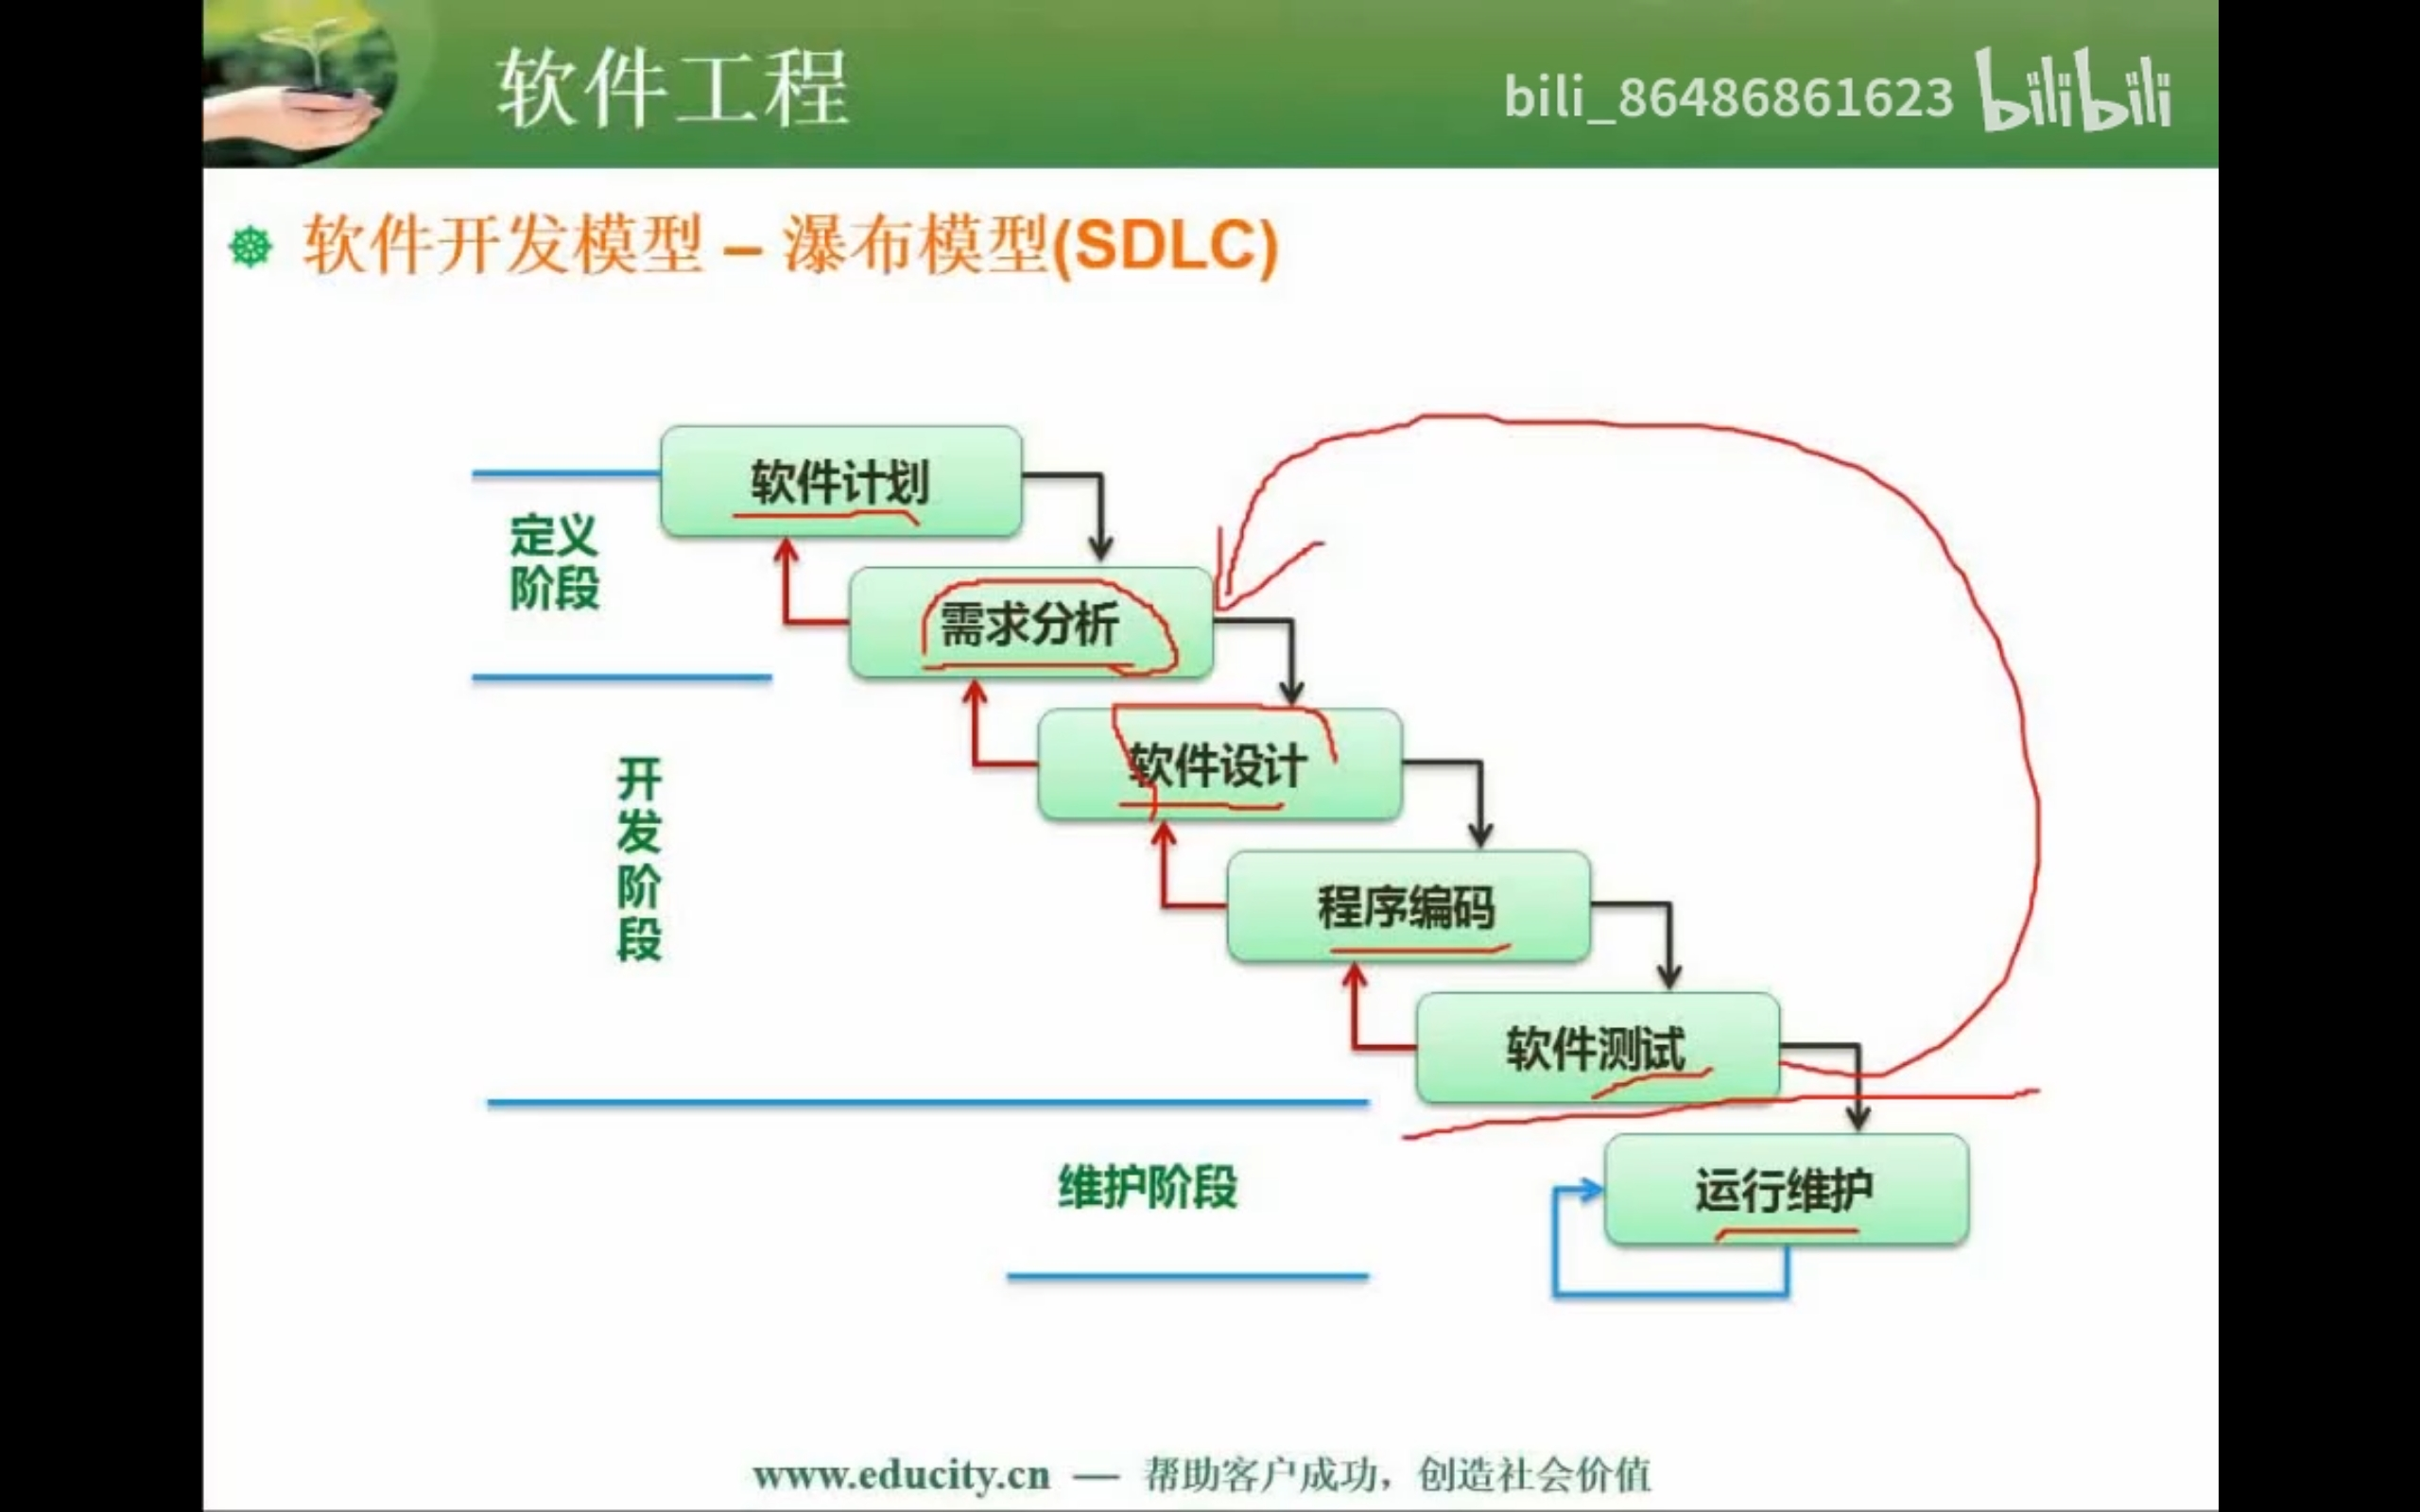 软件工程
bili_86486861623 bilibili
软件开发模型 – 瀑布模型(SDLC)
软件计划
定义
阶段
需求分析
软件设计
开
发
阶
段
程序编码
软件测试
维护阶段
运行维护
www.educity.cn — 帮助客户成功，创造社会价值